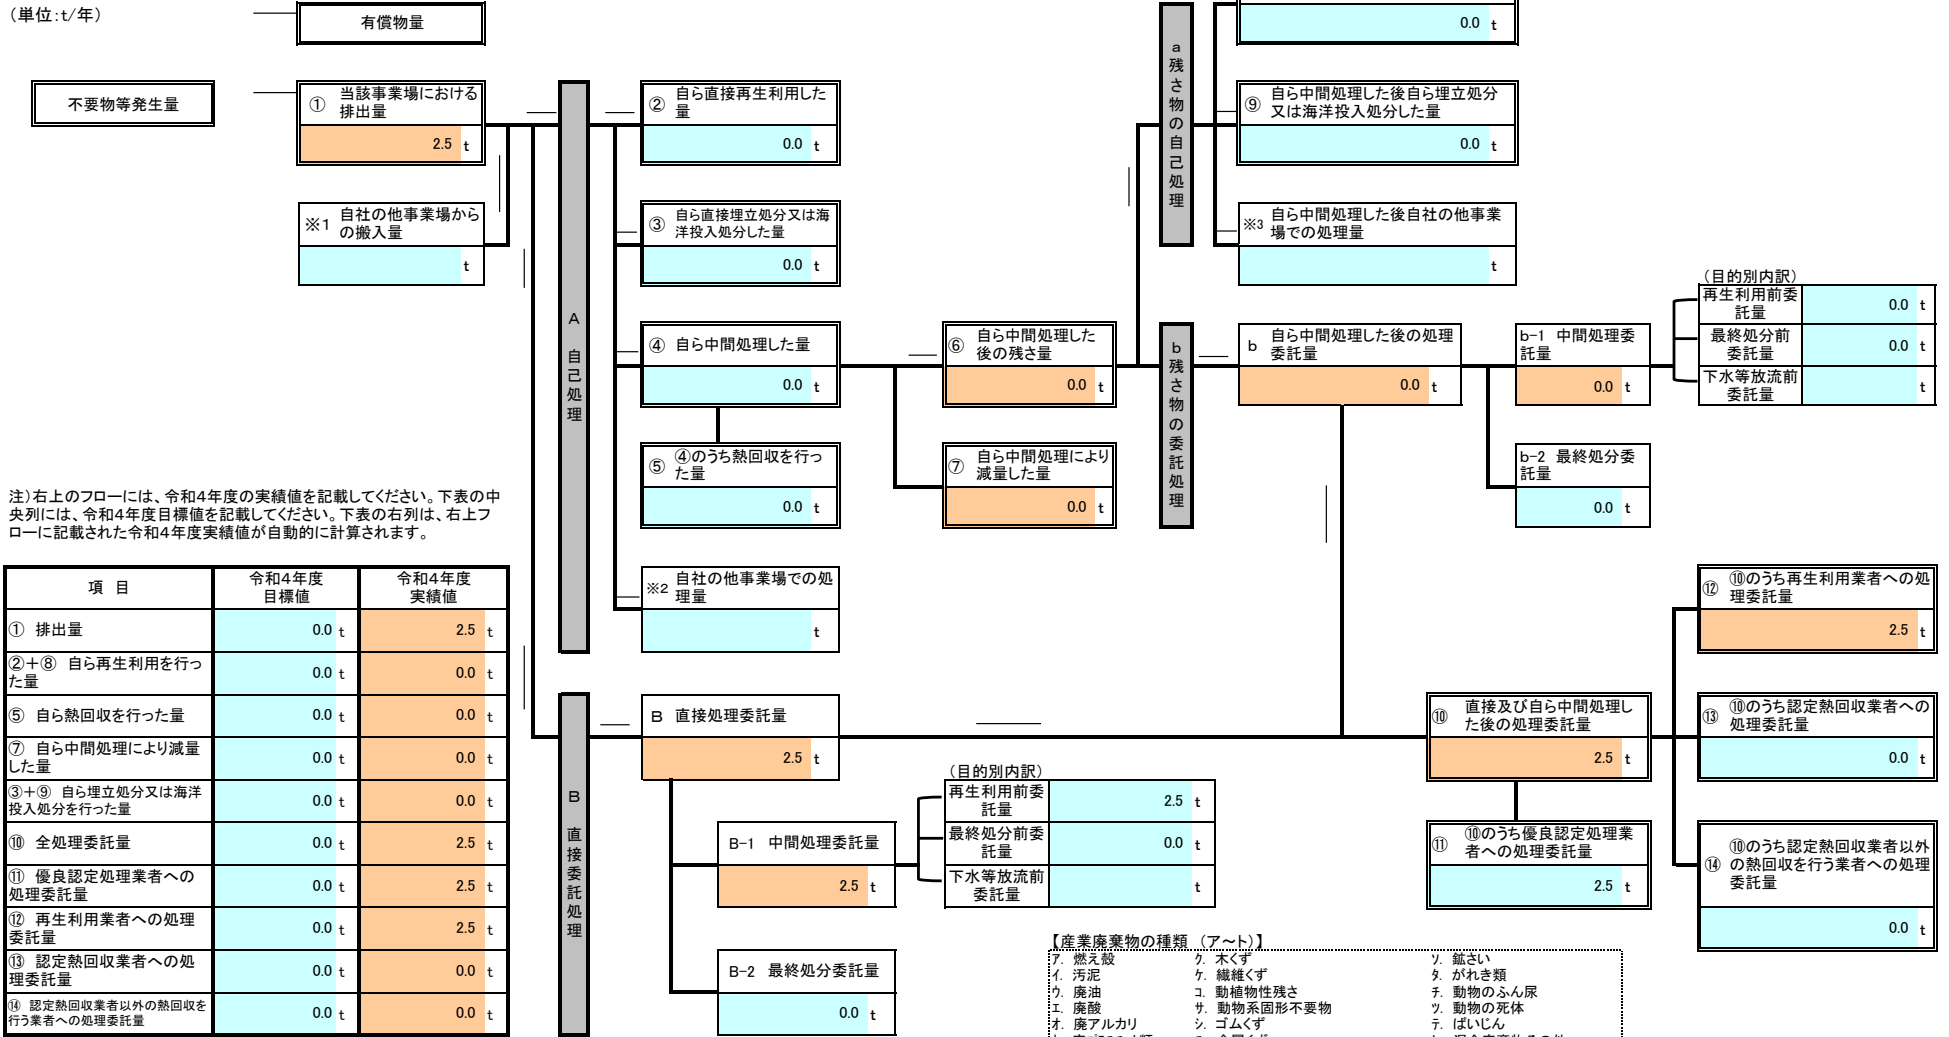 (単位:t/年)
有償物量
不要物等発生量
① 当該事業場における
排出量
2.5 t
※1 自社の他事業場から
の搬入量
t
A 自己処理
② 自ら直接再生利用した
量
0.0 t
③ 自ら直接埋立処分又は海
洋投入処分した量
0.0 t
④ 自ら中間処理した量
0.0 t
⑤ ④のうち熱回収を行っ
た量
0.0 t
※2 自社の他事業場での処
理量
t
⑥ 自ら中間処理した
後の残さ量
0.0 t
⑦ 自ら中間処理により
減量した量
0.0 t
a 残さ物の自己処理
0.0 t
⑨ 自ら中間処理した後自ら埋立処分
又は海洋投入処分した量
0.0 t
※3 自ら中間処理した後自社の他事業
場での処理量
t
b 残さ物の委託処理
b 自ら中間処理した後の処理
委託量
0.0 t
b-1 中間処理委
託量
0.0 t
b-2 最終処分委
託量
0.0 t
(目的別内訳)
再生利用前委
託量
0.0 t
最終処分前
委託量
0.0 t
下水等放流前
委託量
t
注)右上のフローには、令和4年度の実績値を記載してください。下表の中
央列には、令和4年度目標値を記載してください。下表の右列は、右上フ
ローに記載された令和4年度実績値が自動的に計算されます。
項 目 令和4年度
目標値 令和4年度
実績値
① 排出量 0.0 t 2.5 t
②+⑧ 自ら再生利用を行っ
た量 0.0 t 0.0 t
⑤ 自ら熱回収を行った量 0.0 t 0.0 t
⑦ 自ら中間処理により減量
した量 0.0 t 0.0 t
③+⑨ 自ら埋立処分又は海洋
投入処分を行った量 0.0 t 0.0 t
⑩ 全処理委託量 0.0 t 2.5 t
⑪ 優良認定処理業者への
処理委託量 0.0 t 2.5 t
⑫ 再生利用業者への処理
委託量 0.0 t 2.5 t
⑬ 認定熱回収業者への処
理委託量 0.0 t 0.0 t
⑭ 認定熱回収業者以外の熱回収を
行う業者への処理委託量 0.0 t 0.0 t
B 直接委託処理
B 直接処理委託量
2.5 t
B-1 中間処理委託量
2.5 t
B-2 最終処分委託量
0.0 t
(目的別内訳)
再生利用前委
託量
2.5 t
最終処分前委
託量
0.0 t
下水等放流前
委託量
t
⑩ 直接及び自ら中間処理し
た後の処理委託量
2.5 t
⑪ ⑩のうち優良認定処理業
者への処理委託量
2.5 t
⑫ ⑩のうち再生利用業者への処
理委託量
2.5 t
⑬ ⑩のうち認定熱回収業者への
処理委託量
0.0 t
⑭ ⑩のうち認定熱回収業者以外
の熱回収を行う業者への処理
委託量
0.0 t
【産業廃棄物の種類 (ア~ト)】
ア. 燃え殻 ク. 木くず ソ. 鉱さい
イ. 汚泥 ケ. 繊維くず タ. がれき類
ウ. 廃油 コ. 動植物性残さ チ. 動物のふん尿
エ. 廃酸 サ. 動物系固形不要物 ツ. 動物の死体
オ. 廃アルカリ シ. ゴムくず テ. ばいじん